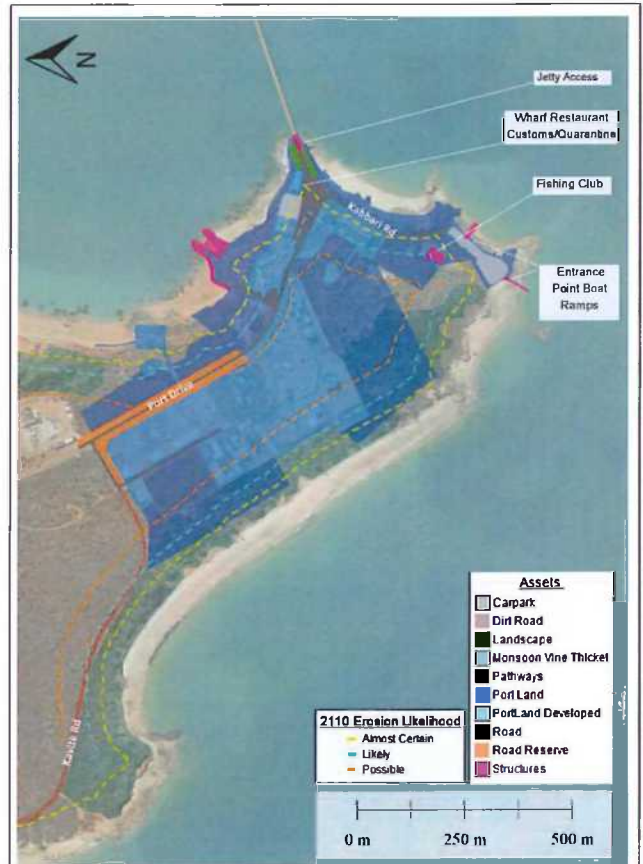 N
Jetty Access
Wharf Restaurant
Customs/Quarantine
Fishing Club
Kabbarli Rd
Entrance
Point Boat
Ramps
Port Drive
Kavite Rd
Assets
Carpark
Dirt Road
Landscape
Monsoon Vine Thicket
Pathways
Port Land
PortLand Developed
Road
Road Reserve
Structures
2110 Erosion Likelihood
Almost Certain
Likely
Possible
0 m 250 m 500 m